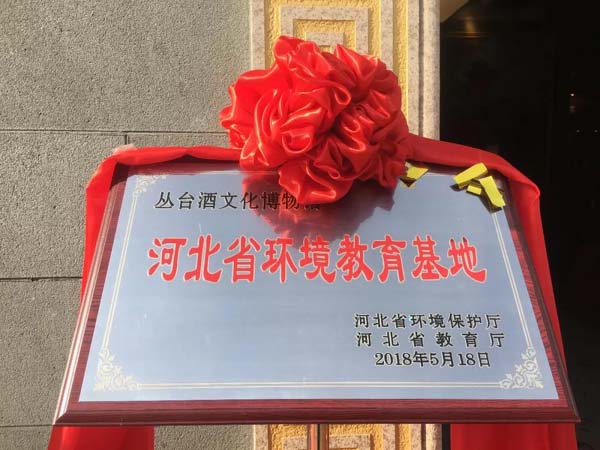 丛台酒文化博物馆
河北省环境教育基地
河北省环境保护厅
河北省教育厅
2018年5月18日